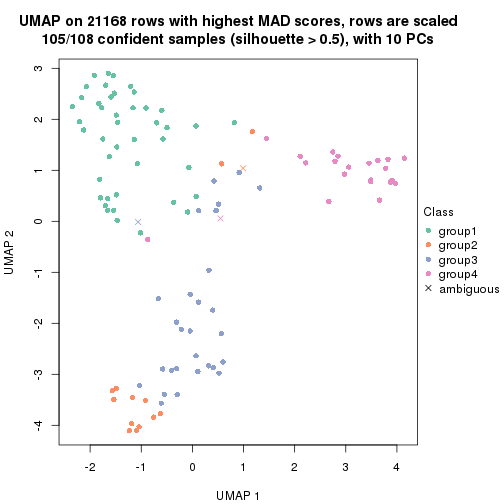 UMAP on 21168 rows with highest MAD scores, rows are scaled
105/108 confident samples (silhouette > 0.5), with 10 PCs
3
2
1
0
-1
-2
-3
-4
UMAP 2
-2
-1
0
1
2
3
4
UMAP 1
Class
group1
group2
group3
group4
ambiguous